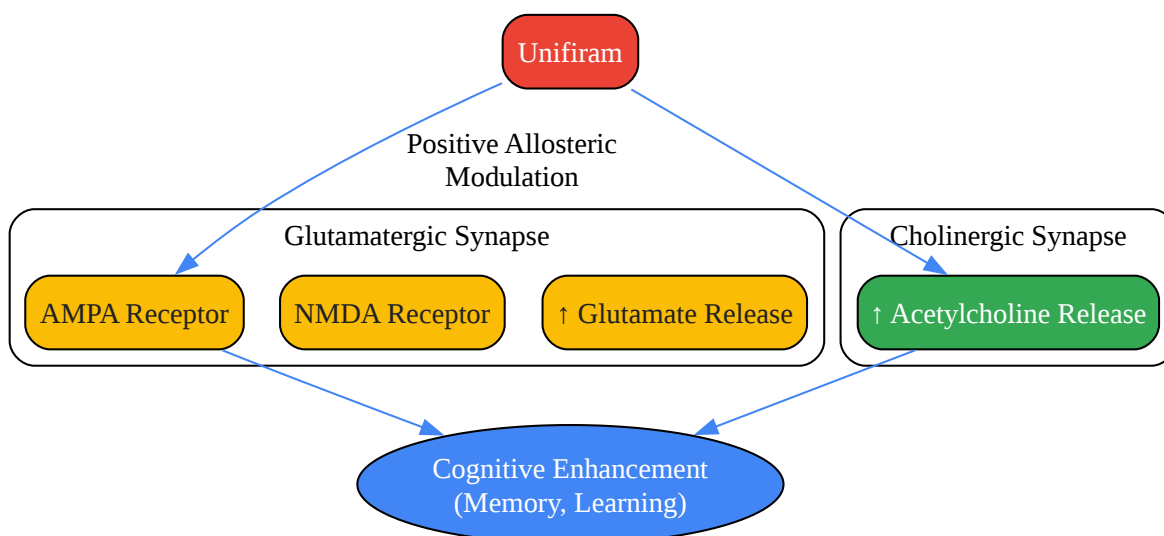 Unifiram
Positive Allosteric
Modulation
Glutamatergic Synapse
Cholinergic Synapse
AMPA Receptor
NMDA Receptor
↑ Glutamate Release
↑ Acetylcholine Release
Cognitive Enhancement
(Memory, Learning)